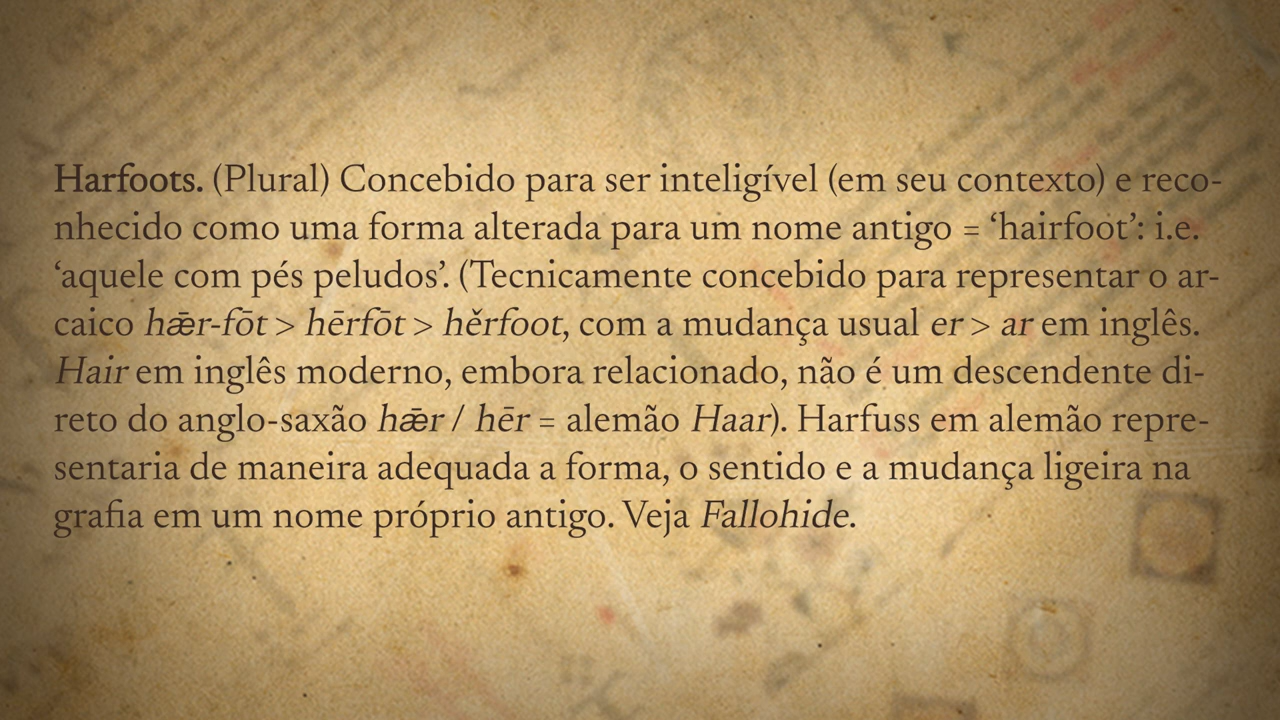 Harfoots. (Plural) Concebido para ser inteligível (em seu contexto) e reco-
nhecido como uma forma alterada para um nome antigo = ‘hairfoot’: i.e.
‘aquele com pés peludos’. (Tecnicamente concebido para representar o ar-
caico hǣr-fōt > hērfōt > hĕrfoot, com a mudança usual er > ar em inglês.
Hair em inglês moderno, embora relacionado, não é um descendente di-
reto do anglo-saxão hǣr / hēr = alemão Haar). Harfuss em alemão repre-
sentaria de maneira adequada a forma, o sentido e a mudança ligeira na
grafia em um nome próprio antigo. Veja Fallohide.